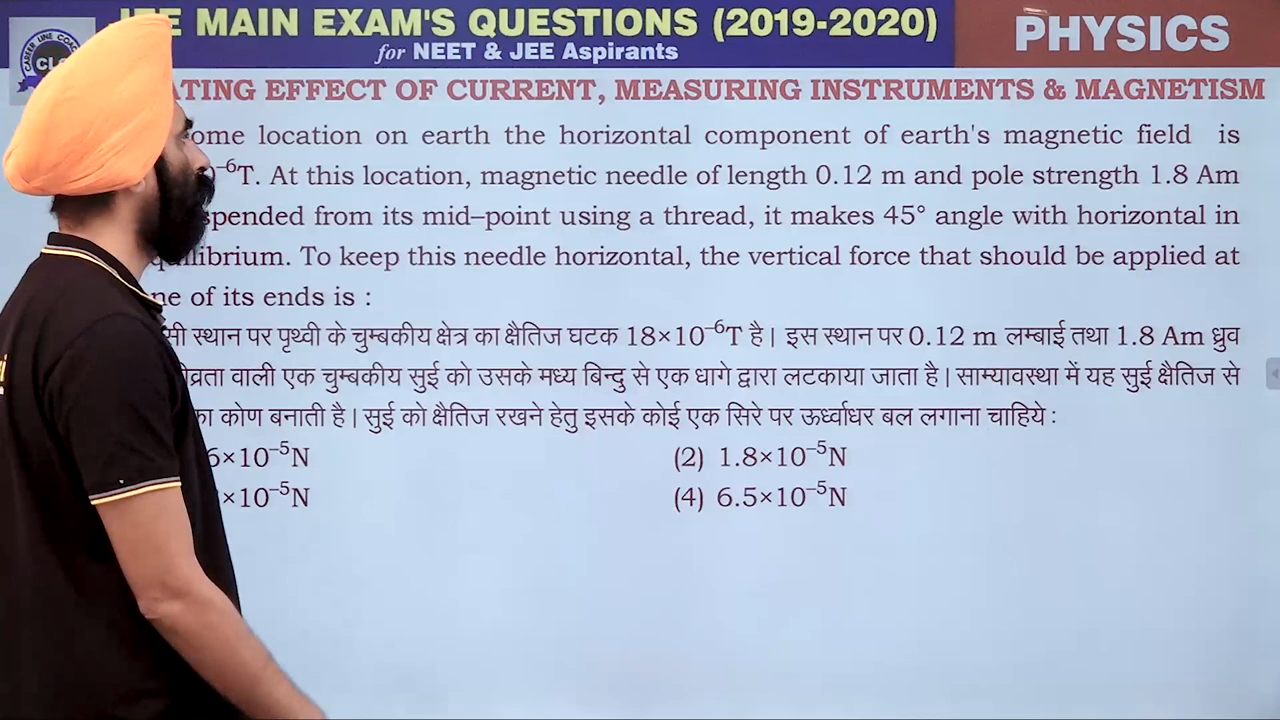 JEE MAIN EXAM'S QUESTIONS (2019-2020)
for NEET & JEE Aspirants
PHYSICS
EFFECT OF CURRENT, MEASURING INSTRUMENTS & MAGNETISM
location on earth the horizontal component of earth's magnetic field is
⁻⁶T. At this location, magnetic needle of length 0.12 m and pole strength 1.8 Am
from its mid–point using a thread, it makes 45° angle with horizontal in
equilibrium. To keep this needle horizontal, the vertical force that should be applied at
of its ends is :
स्थान पर पृथ्वी के चुम्बकीय क्षेत्र का क्षैतिज घटक 18×10⁻⁶T है। इस स्थान पर 0.12 m लम्बाई तथा 1.8 Am ध्रुव
वाली एक चुम्बकीय सुई को उसके मध्य बिन्दु से एक धागे द्वारा लटकाया जाता है। साम्यावस्था में यह सुई क्षैतिज से
का कोण बनाती है। सुई को क्षैतिज रखने हेतु इसके कोई एक सिरे पर ऊर्ध्वाधर बल लगाना चाहिये :
×10⁻⁵N (2) 1.8×10⁻⁵N
×10⁻⁵N (4) 6.5×10⁻⁵N